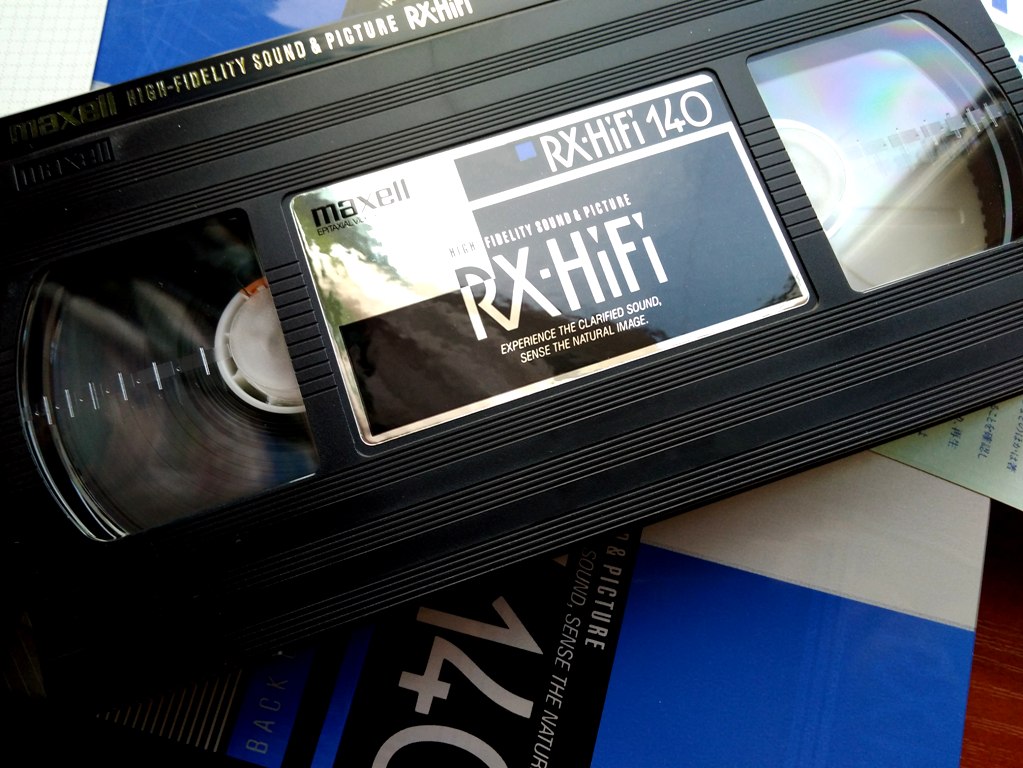 maxell HIGH-FIDELITY SOUND & PICTURE RX·HiFi
maxell
maxell
RX·HiFi 140
HIGH-FIDELITY SOUND & PICTURE
RX·HiFi
EXPERIENCE THE CLARIFIED SOUND,
SENSE THE NATURAL IMAGE.
& PICTURE
SOUND, SENSE THE NATUR
140
BACK